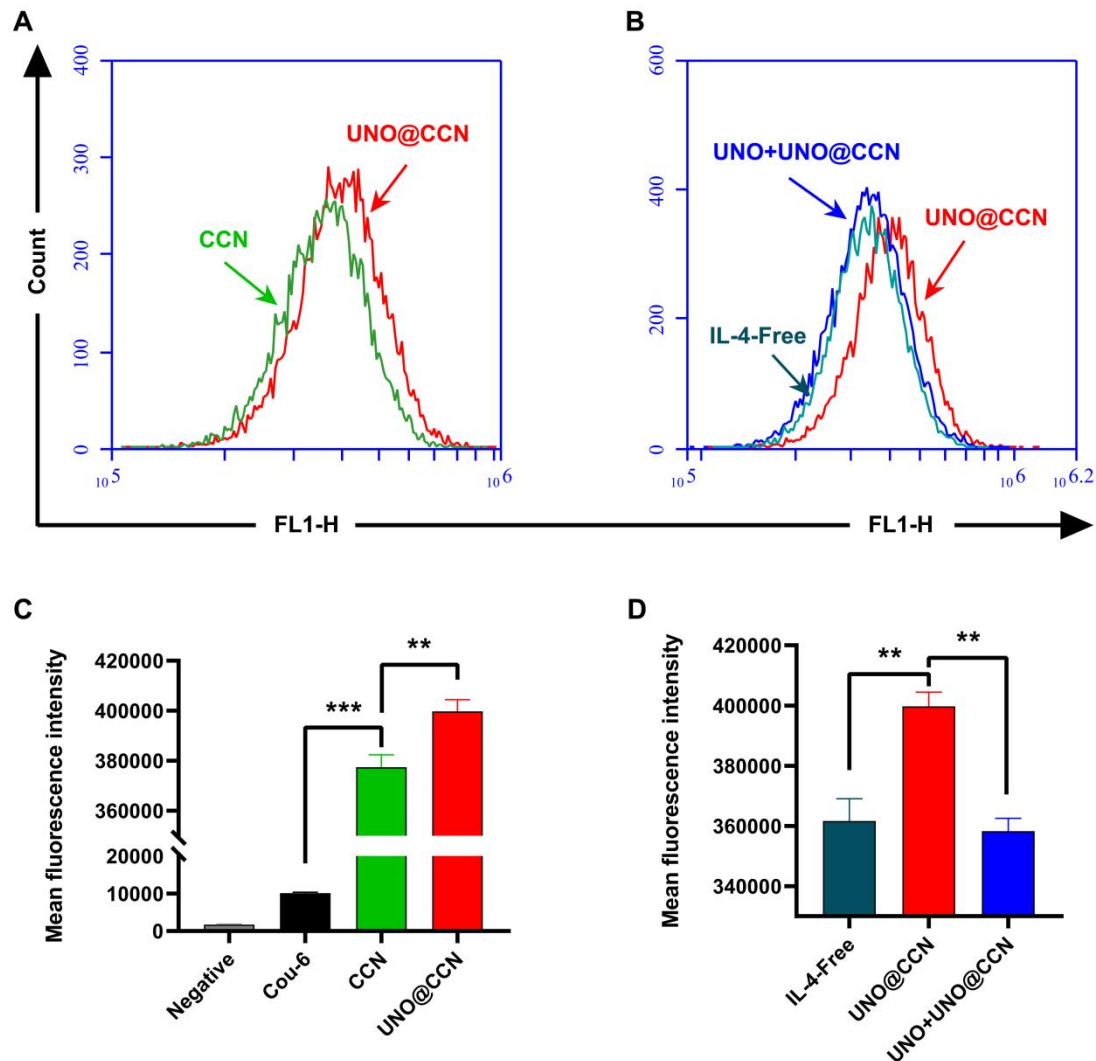 A
B
400
300
200
100
0
UNO@CCN
CCN
10^5
10^6
Count
FL1-H
600
400
200
0
UNO+UNO@CCN
UNO@CCN
IL-4-Free
10^5
10^6
10^6.2
FL1-H
C
Mean fluorescence intensity
420000
400000
380000
360000
20000
10000
0
***
**
Negative
Cou-6
CCN
UNO@CCN
D
Mean fluorescence intensity
420000
400000
380000
360000
340000
**
**
IL-4-Free
UNO@CCN
UNO+UNO@CCN